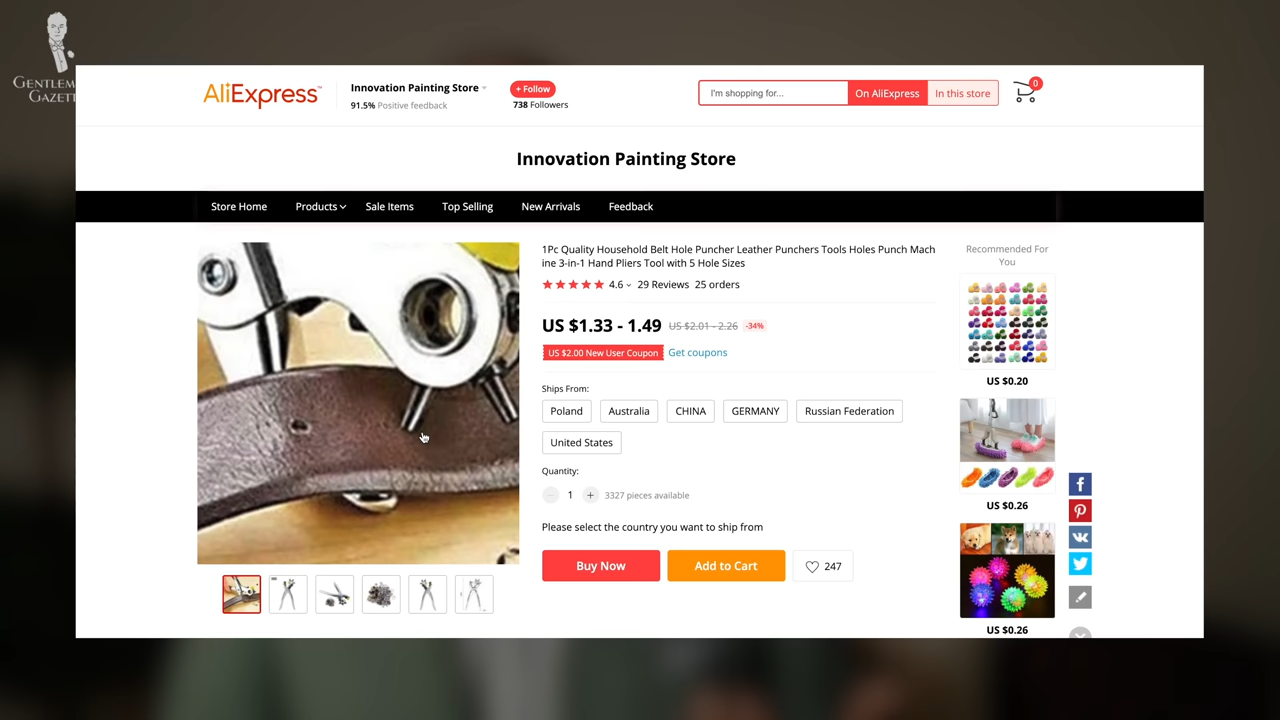 GENTLEM
GAZETT
AliExpress™
Innovation Painting Store
91.5% Positive feedback
+ Follow
738 Followers
I'm shopping for...
On AliExpress
In this store
0
Innovation Painting Store
Store Home
Products
Sale Items
Top Selling
New Arrivals
Feedback
1Pc Quality Household Belt Hole Puncher Leather Punchers Tools Holes Punch Mach
ine 3-in-1 Hand Pliers Tool with 5 Hole Sizes
4.6
29 Reviews
25 orders
US $1.33 - 1.49
US $2.01 - 2.26
-34%
US $2.00 New User Coupon
Get coupons
Ships From:
Poland
Australia
CHINA
GERMANY
Russian Federation
United States
Quantity:
1
3327 pieces available
Please select the country you want to ship from
Buy Now
Add to Cart
247
Recommended For
You
US $0.20
US $0.26
US $0.26